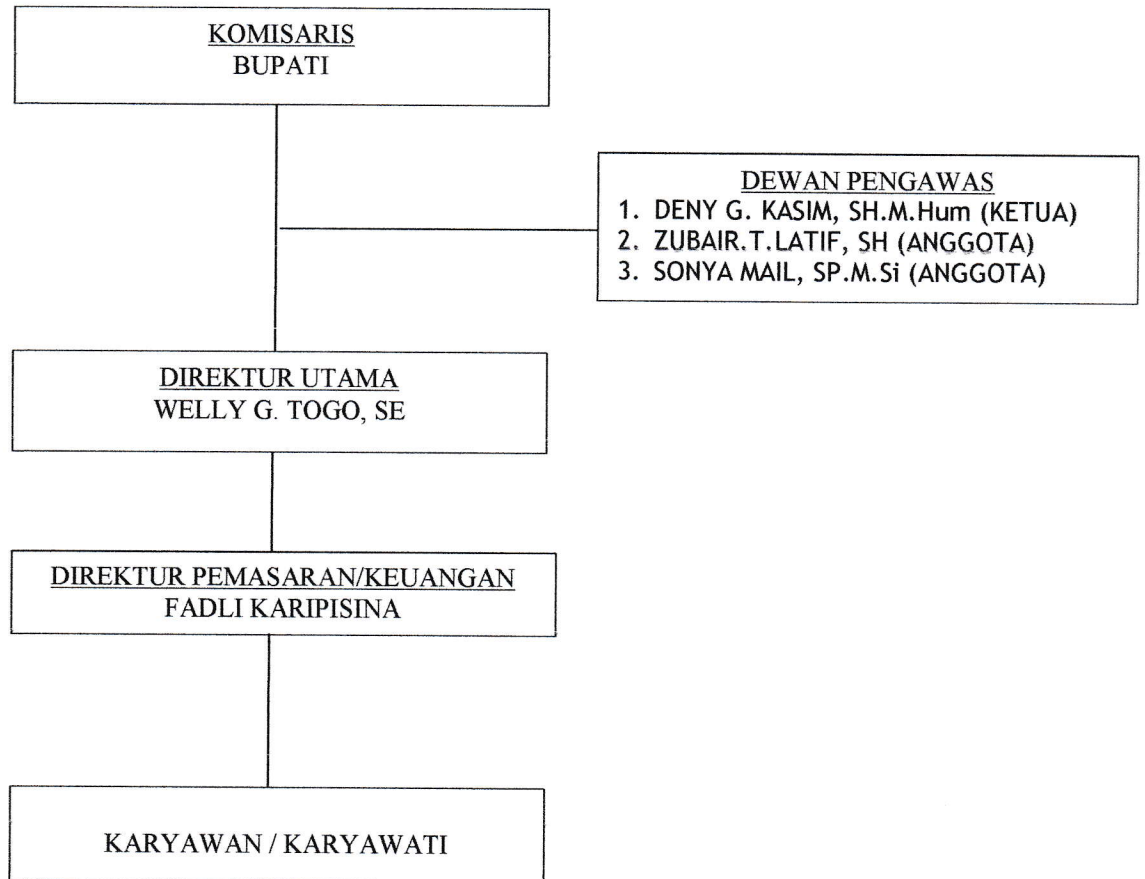 KOMISARIS
BUPATI
DEWAN PENGAWAS
1. DENY G. KASIM, SH.M.Hum (KETUA)
2. ZUBAIR.T.LATIF, SH (ANGGOTA)
3. SONYA MAIL, SP.M.Si (ANGGOTA)
DIREKTUR UTAMA
WELLY G. TOGO, SE
DIREKTUR PEMASARAN/KEUANGAN
FADLI KARIPISINA
KARYAWAN / KARYAWATI